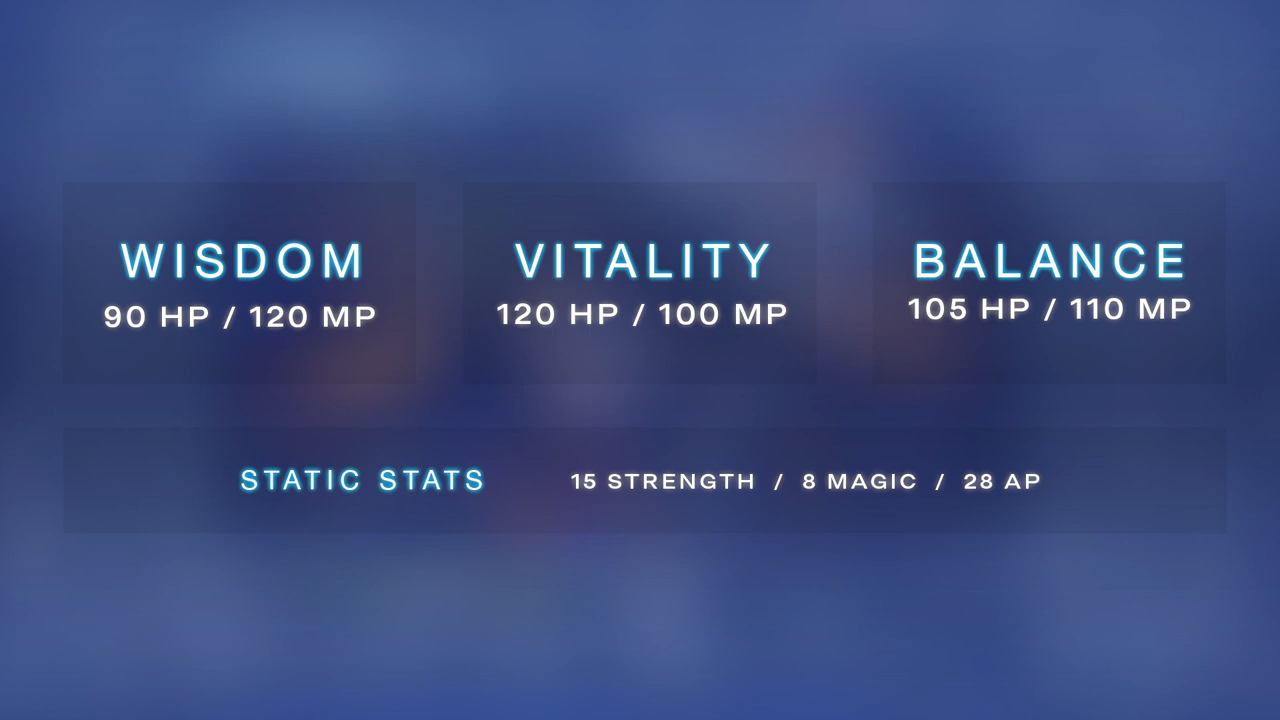 WISDOM
90 HP / 120 MP
VITALITY
120 HP / 100 MP
BALANCE
105 HP / 110 MP
STATIC STATS
15 STRENGTH / 8 MAGIC / 28 AP